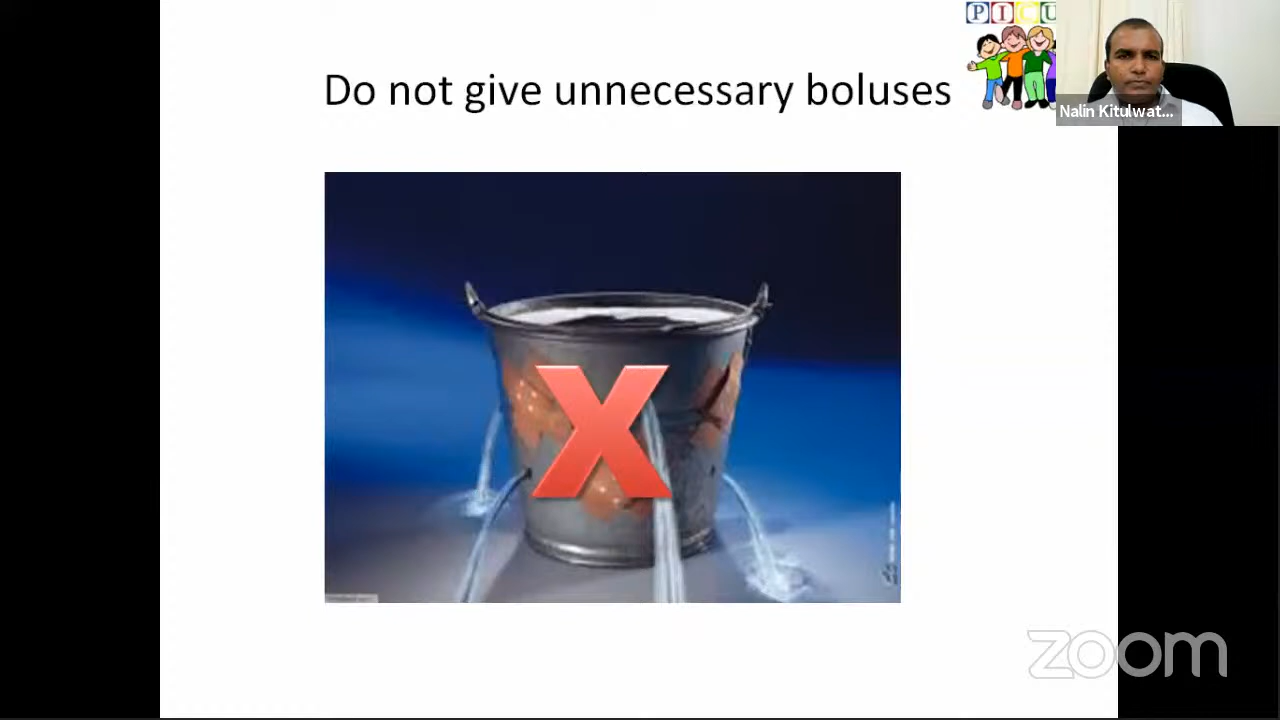 PICU
Do not give unnecessary boluses
Nalin Kitulwat...
X
zoom